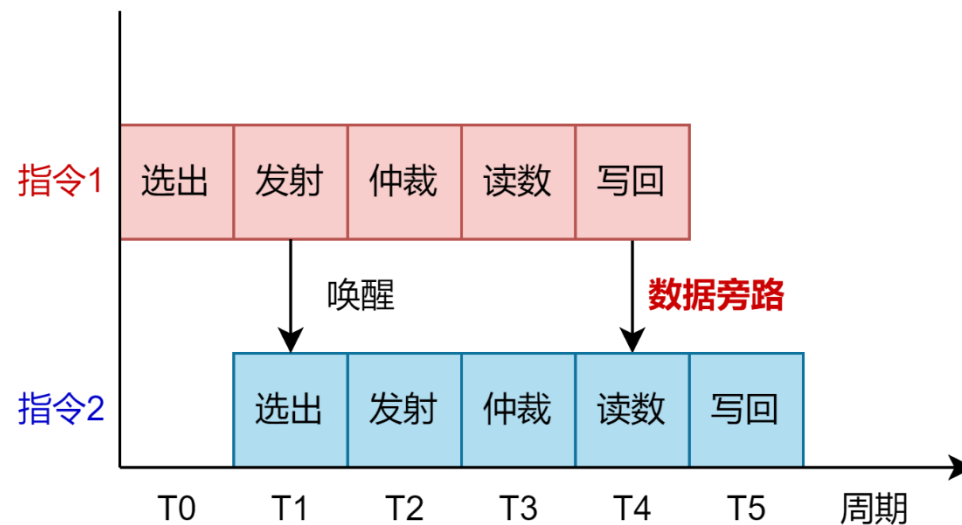 指令1 选出 发射 仲裁 读数 写回
唤醒 数据旁路
指令2 选出 发射 仲裁 读数 写回
T0 T1 T2 T3 T4 T5 周期